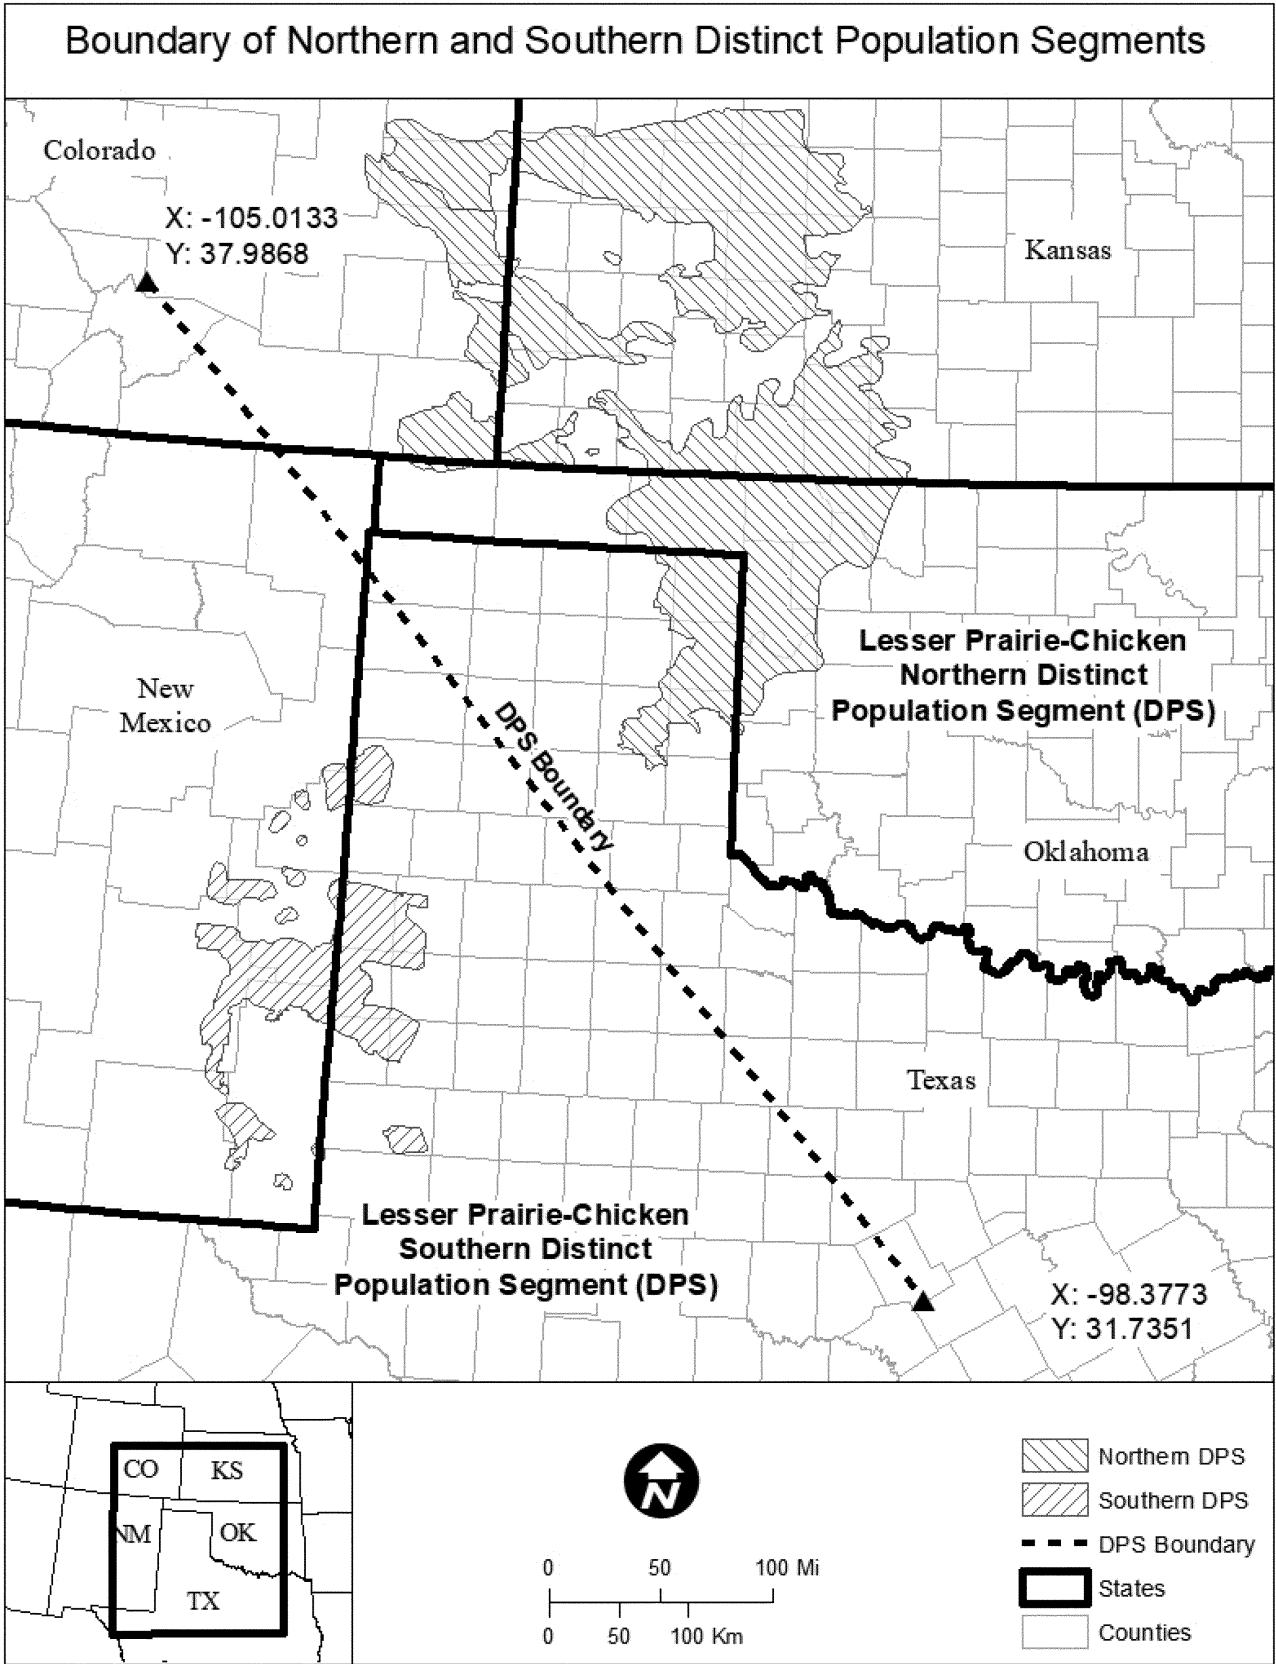 Boundary of Northern and Southern Distinct Population Segments
Colorado
X: -105.0133
Y: 37.9868
Kansas
Lesser Prairie-Chicken
Northern Distinct
Population Segment (DPS)
New
Mexico
DPS Boundary
Oklahoma
Texas
Lesser Prairie-Chicken
Southern Distinct
Population Segment (DPS)
X: -98.3773
Y: 31.7351
CO
KS
NM
OK
TX
N
0 50 100 Mi
0 50 100 Km
Northern DPS
Southern DPS
DPS Boundary
States
Counties